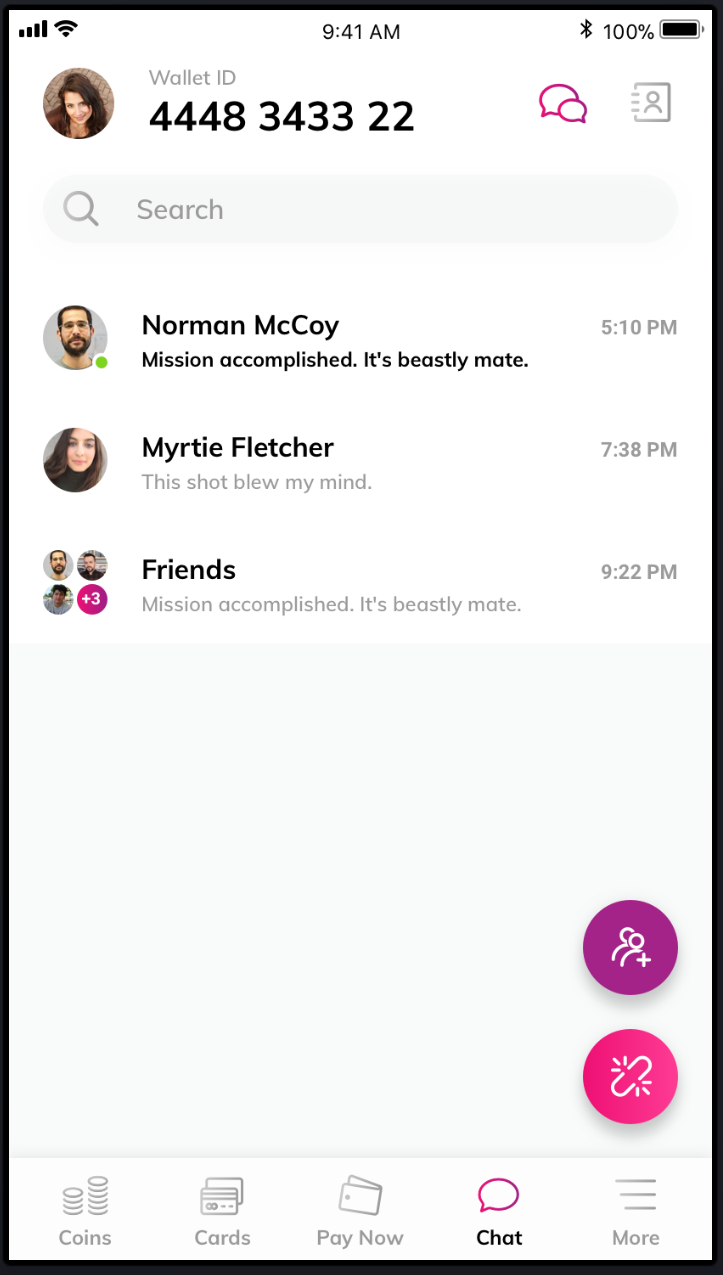 9:41 AM
100%
Wallet ID
4448 3433 22
Search
Norman McCoy
5:10 PM
Mission accomplished. It's beastly mate.
Myrtie Fletcher
7:38 PM
This shot blew my mind.
Friends
9:22 PM
+3
Mission accomplished. It's beastly mate.
Coins
Cards
Pay Now
Chat
More